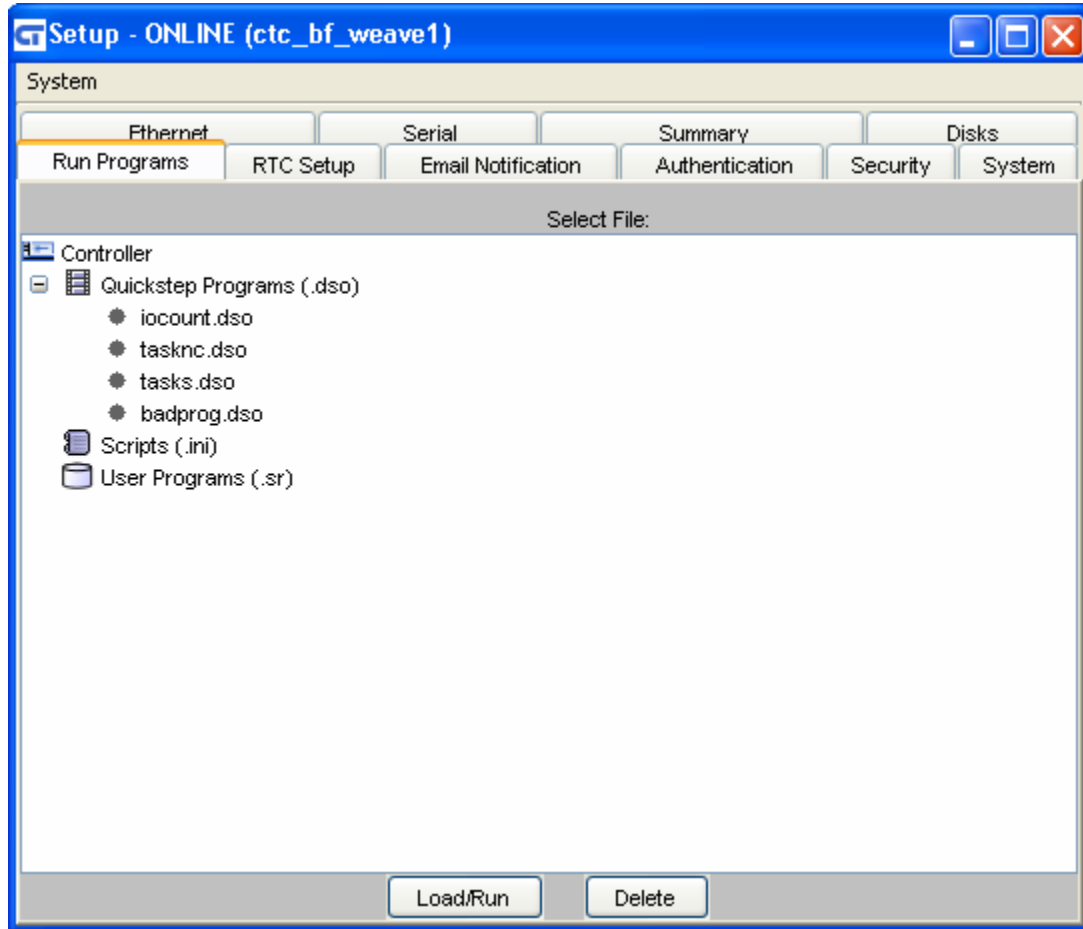 Setup - ONLINE (ctc_bf_weave1)
System
Ethernet Serial Summary Disks
Run Programs RTC Setup Email Notification Authentication Security System
Select File:
Controller
Quickstep Programs (.dso)
iocount.dso
tasknc.dso
tasks.dso
badprog.dso
Scripts (.ini)
User Programs (.sr)
Load/Run Delete